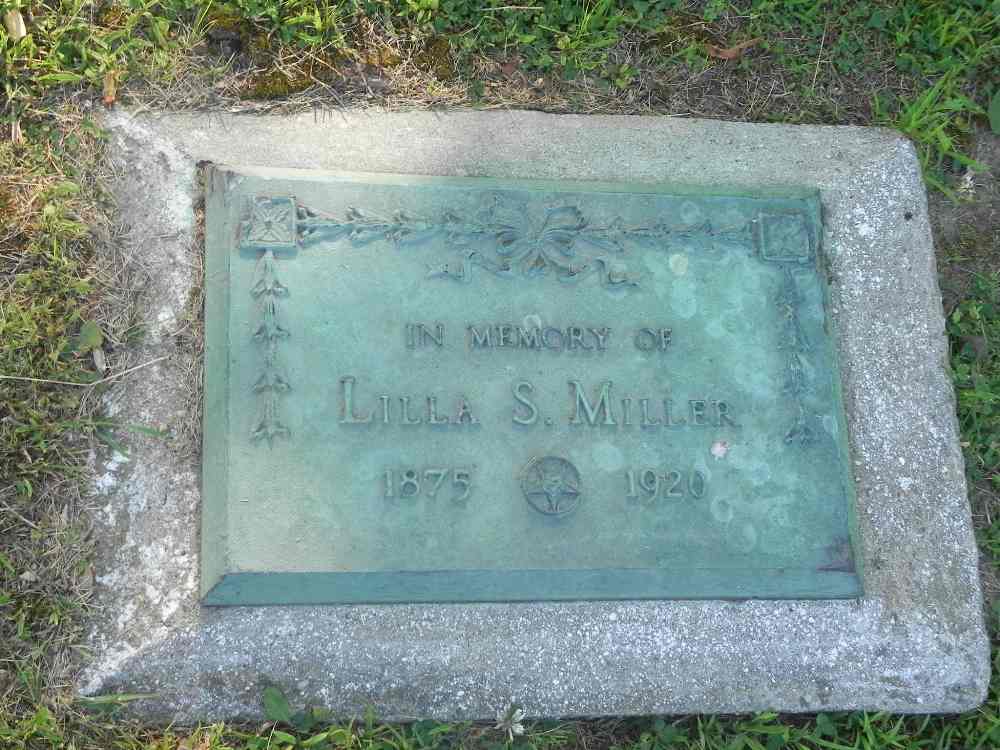 IN MEMORY OF
LILLA S. MILLER
1875 1920